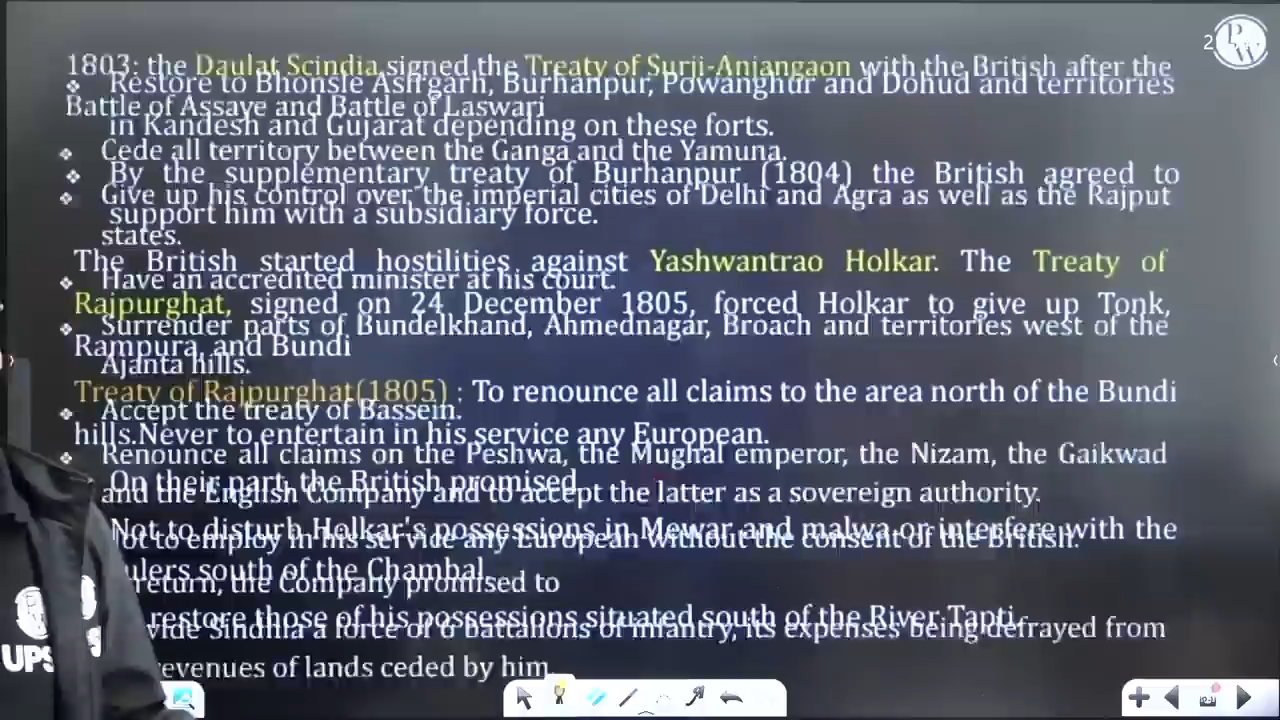 2
PW
1803: the Daulat Scindia signed the Treaty of Surji-Anjangaon with the British after the
❖ Restore to Bhonsle Asirgarh, Burhanpur, Powanghur and Dohud and territories
Battle of Assaye and Battle of Laswari
in Kandesh and Gujarat depending on these forts.
❖ Cede all territory between the Ganga and the Yamuna.
❖ By the supplementary treaty of Burhanpur (1804) the British agreed to
❖ Give up his control over the imperial cities of Delhi and Agra as well as the Rajput
support him with a subsidiary force.
states.
The British started hostilities against Yashwantrao Holkar. The Treaty of
❖ Have an accredited minister at his court.
Rajpurghat, signed on 24 December 1805, forced Holkar to give up Tonk,
❖ Surrender parts of Bundelkhand, Ahmednagar, Broach and territories west of the
Rampura, and Bundi
Ajanta hills.
Treaty of Rajpurghat(1805) : To renounce all claims to the area north of the Bundi
❖ Accept the treaty of Bassein.
hills.Never to entertain in his service any European.
❖ Renounce all claims on the Peshwa, the Mughal emperor, the Nizam, the Gaikwad
On their part, the British promised
and the English Company and to accept the latter as a sovereign authority.
Not to disturb Holkar's possessions in Mewar and malwa or interfere with the
ot to employ in his service any European without the consent of the British.
ulers south of the Chambal.
return, the Company promised to
restore those of his possessions situated south of the River Tapti.
vide Sindhia a force of 6 battalions of infantry, its expenses being defrayed from
revenues of lands ceded by him.
UPS